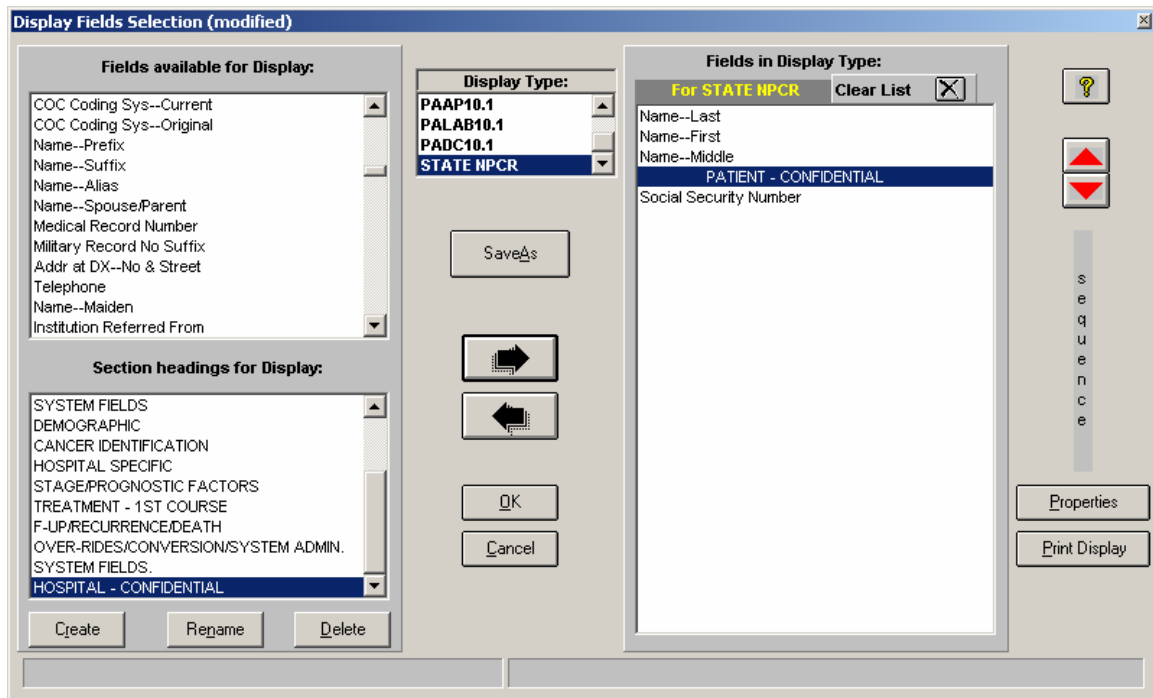 Display Fields Selection (modified)
Fields available for Display:
COC Coding Sys--Current
COC Coding Sys--Original
Name--Prefix
Name--Suffix
Name--Alias
Name--Spouse/Parent
Medical Record Number
Military Record No Suffix
Addr at DX--No & Street
Telephone
Name--Maiden
Institution Referred From
Section headings for Display:
SYSTEM FIELDS
DEMOGRAPHIC
CANCER IDENTIFICATION
HOSPITAL SPECIFIC
STAGE/PROGNOSTIC FACTORS
TREATMENT - 1ST COURSE
F-UP/RECURRENCE/DEATH
OVER-RIDES/CONVERSION/SYSTEM ADMIN.
SYSTEM FIELDS.
HOSPITAL - CONFIDENTIAL
Create Rename Delete
Display Type:
PAAP10.1
PALAB10.1
PADC10.1
STATE NPCR
SaveAs
OK
Cancel
Fields in Display Type:
For STATE NPCR Clear List
Name--Last
Name--First
Name--Middle
PATIENT - CONFIDENTIAL
Social Security Number
?
s
e
q
u
e
n
c
e
Properties
Print Display